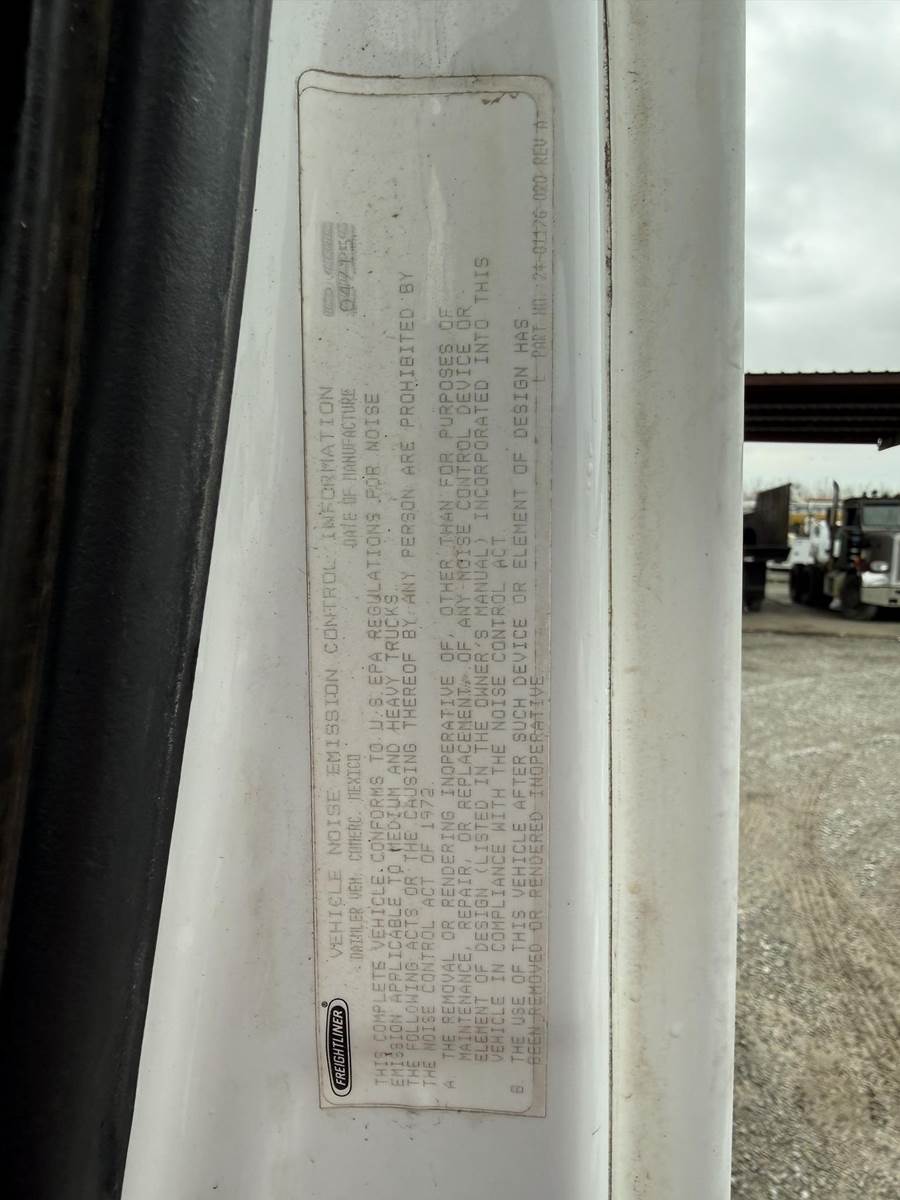 FREIGHTLINER®
VEHICLE NOISE EMISSION CONTROL INFORMATION
DAIMLER VEH. COMERC. MEXICO DATE OF MANUFACTURE
THIS COMPLETE VEHICLE CONFORMS TO U.S.EPA REGULATIONS FOR NOISE
EMISSION APPLICABLE TO MEDIUM AND HEAVY TRUCKS.
THE FOLLOWING ACTS OR THE CAUSING THEREOF BY ANY PERSON ARE PROHIBITED BY
THE NOISE CONTROL ACT OF 1972
A THE REMOVAL OR RENDERING INOPERATIVE OF, OTHER THAN FOR PURPOSES OF
MAINTENANCE, REPAIR, OR REPLACEMENT, OF ANY NOISE CONTROL DEVICE OR
ELEMENT OF DESIGN (LISTED IN THE OWNER'S MANUAL) INCORPORATED INTO THIS
VEHICLE IN COMPLIANCE WITH THE NOISE CONTROL ACT
B. THE USE OF THIS VEHICLE AFTER SUCH DEVICE OR ELEMENT OF DESIGN HAS
BEEN REMOVED OR RENDERED INOPERATIVE
PART NO. 24-01176-020 REV A